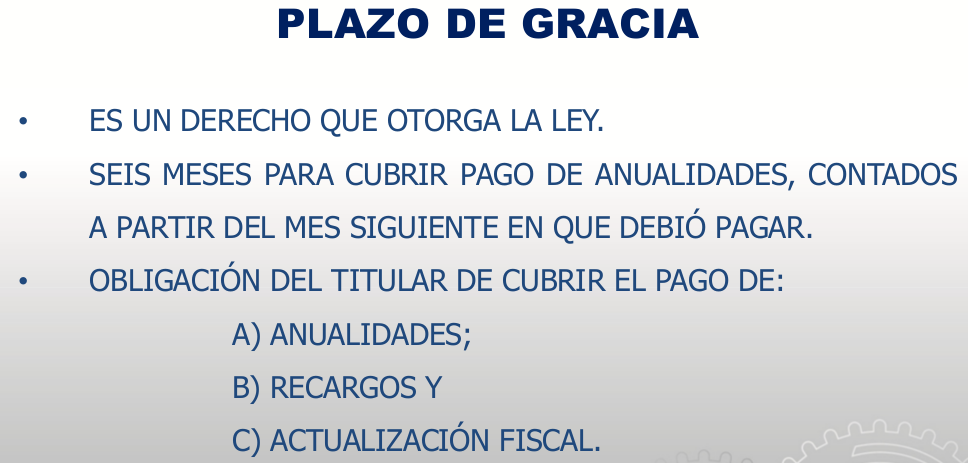 PLAZO DE GRACIA
• ES UN DERECHO QUE OTORGA LA LEY.
• SEIS MESES PARA CUBRIR PAGO DE ANUALIDADES, CONTADOS
A PARTIR DEL MES SIGUIENTE EN QUE DEBIÓ PAGAR.
• OBLIGACIÓN DEL TITULAR DE CUBRIR EL PAGO DE:
A) ANUALIDADES;
B) RECARGOS Y
C) ACTUALIZACIÓN FISCAL.